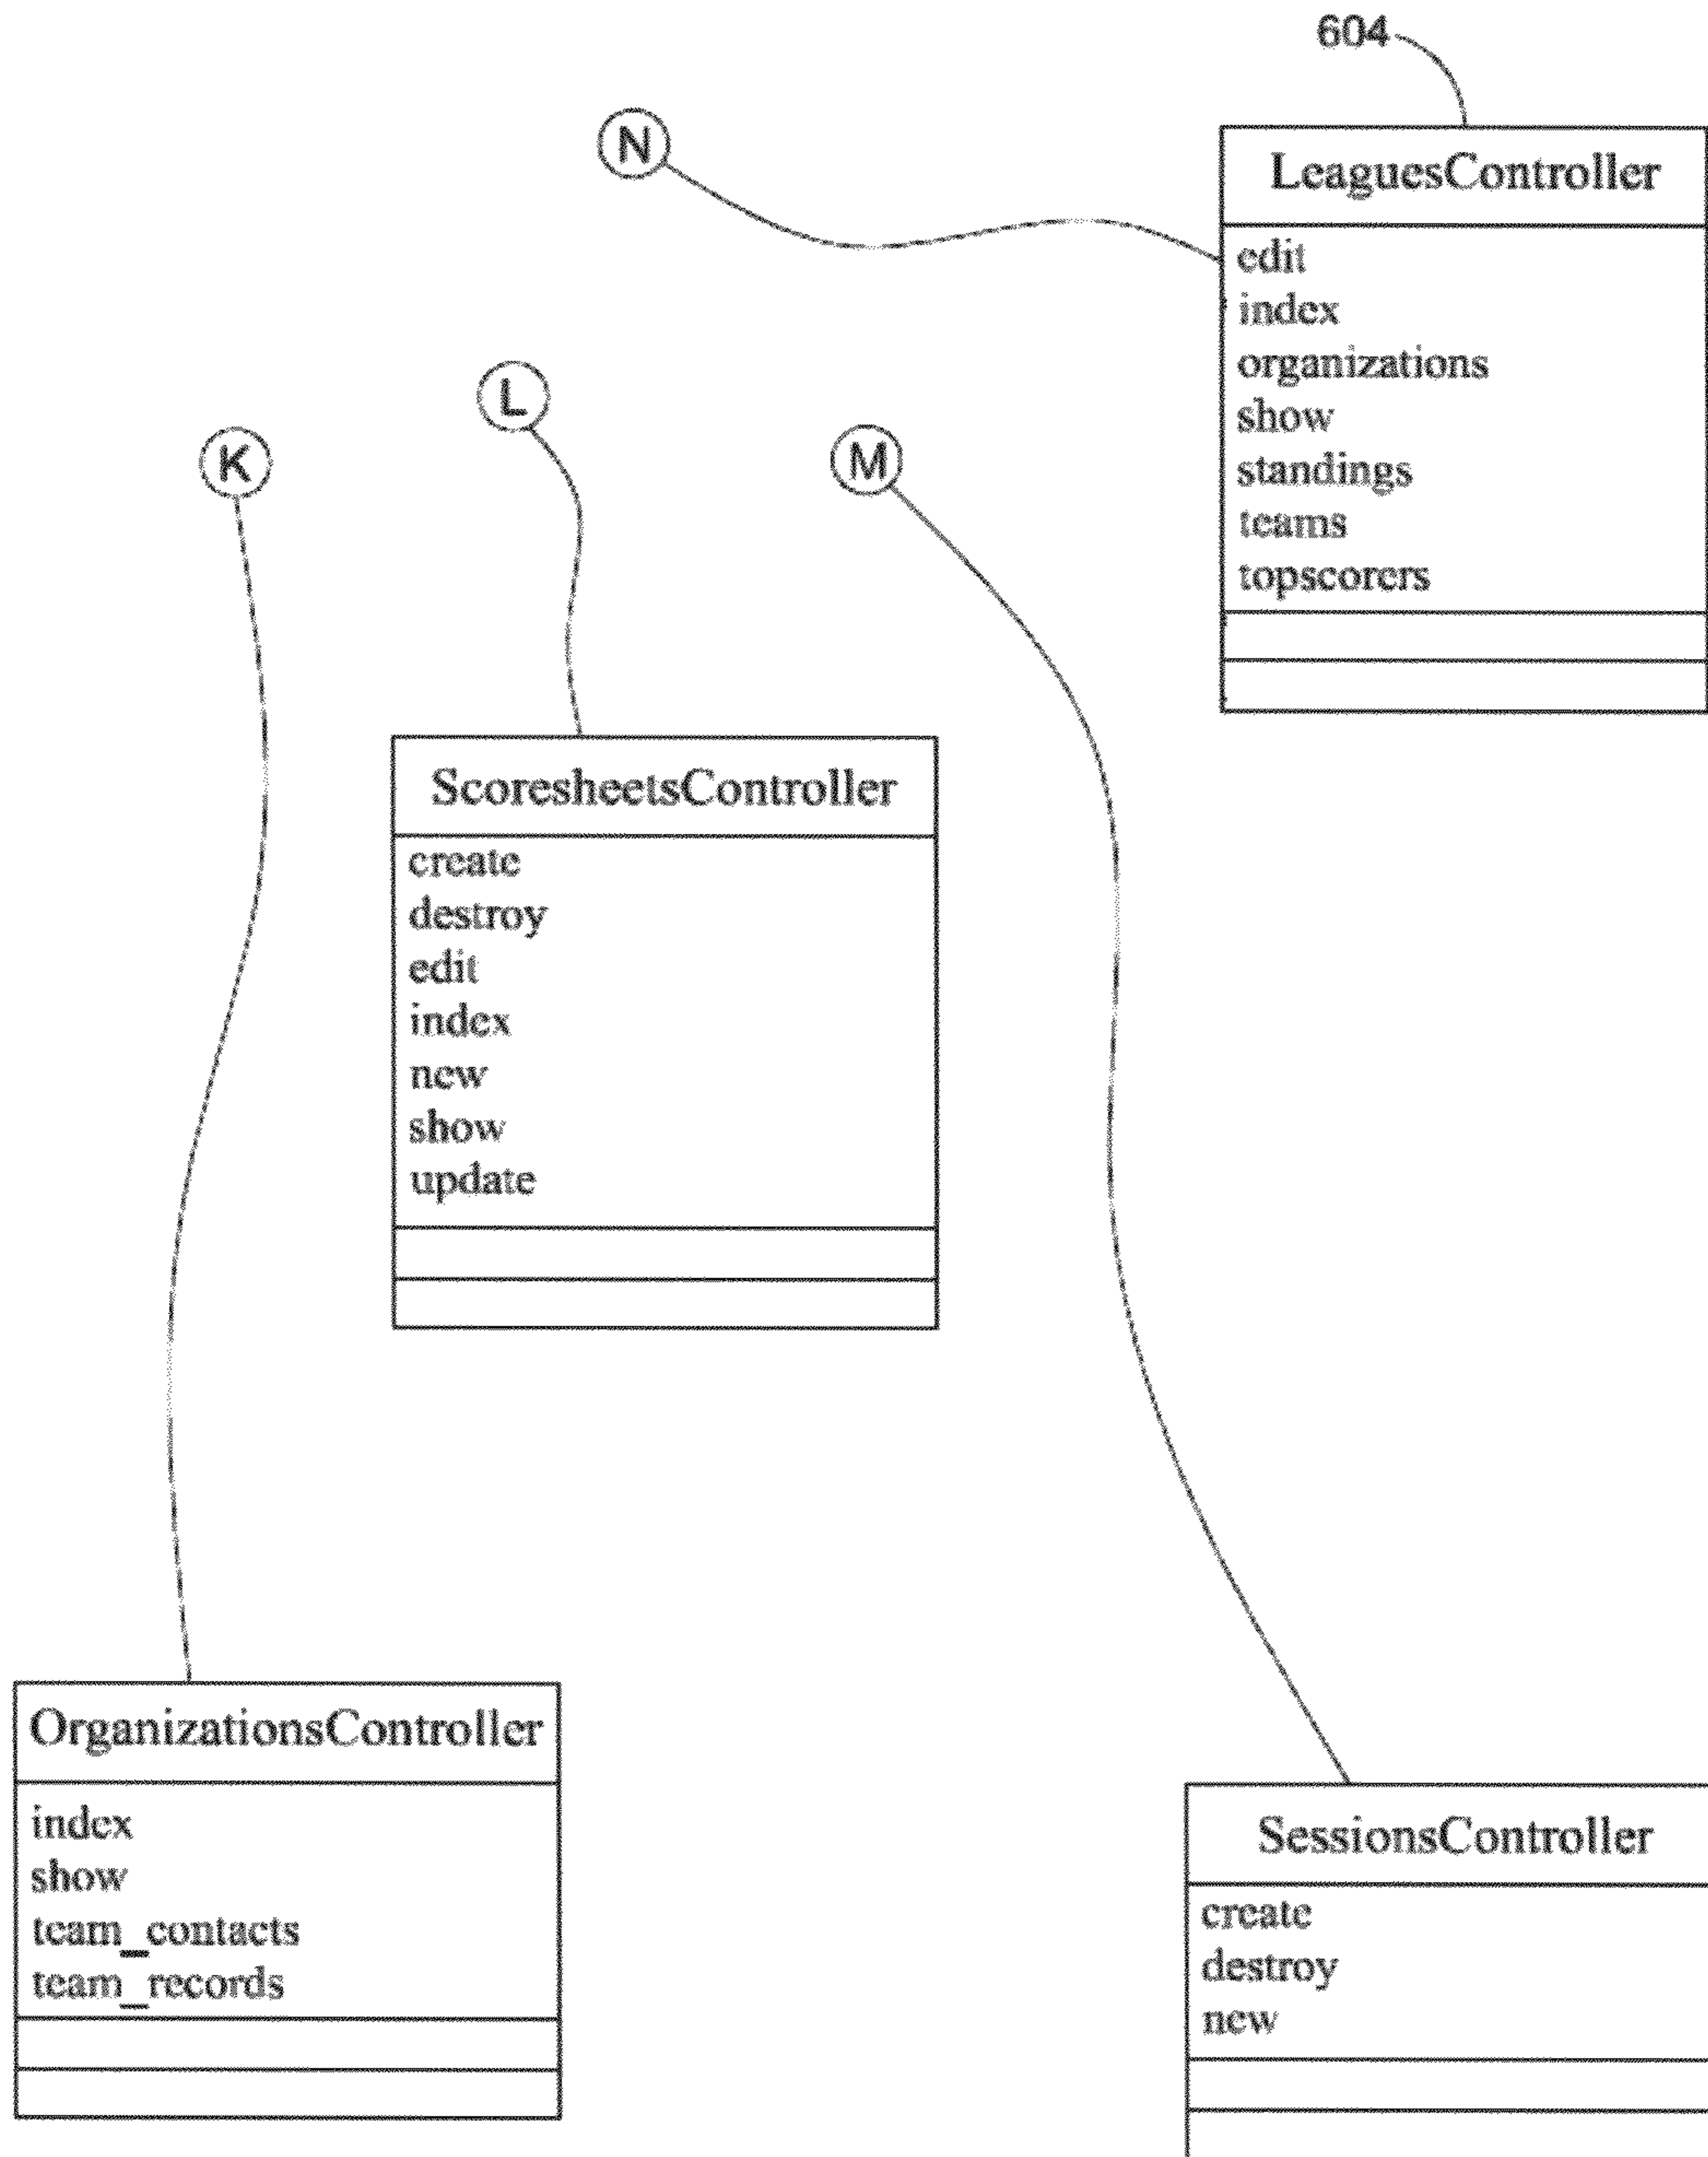 604
N
LeaguesController
edit
index
organizations
show
standings
teams
topscorers
L
K
M
ScoresheetsController
create
destroy
edit
index
new
show
update
OrganizationsController
index
show
team_contacts
team_records
SessionsController
create
destroy
new